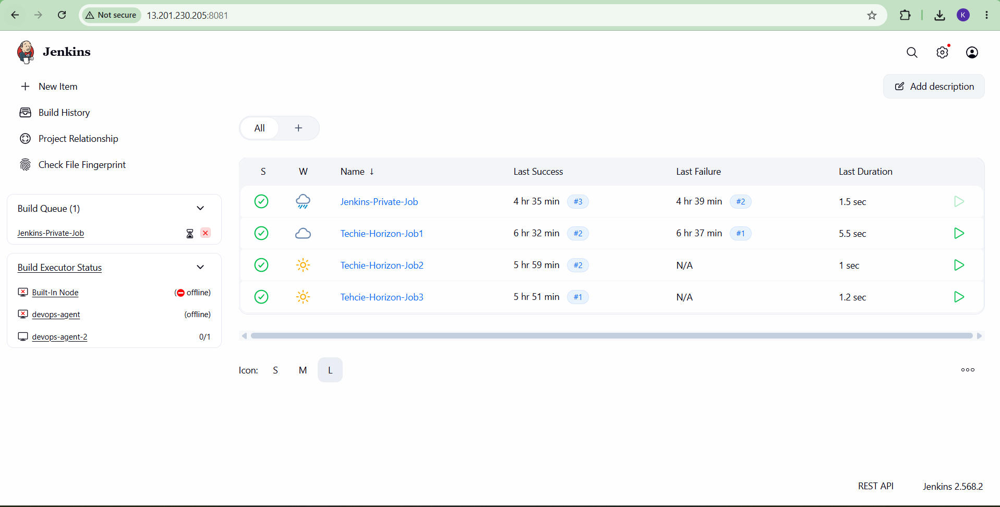 Not secure 13.201.230.205:8081 K
Jenkins
New Item
Add description
Build History
All +
Project Relationship
Check File Fingerprint
S W Name ↓ Last Success Last Failure Last Duration
Jenkins-Private-Job 4 hr 35 min #3 4 hr 39 min #2 1.5 sec
Techie-Horizon-Job1 6 hr 32 min #2 6 hr 37 min #1 5.5 sec
Techie-Horizon-Job2 5 hr 59 min #2 N/A 1 sec
Tehcie-Horizon-Job3 5 hr 51 min #1 N/A 1.2 sec
Build Queue (1)
Jenkins-Private-Job
Build Executor Status
Built-In Node (offline)
devops-agent (offline)
devops-agent-2 0/1
Icon: S M L
REST API Jenkins 2.568.2